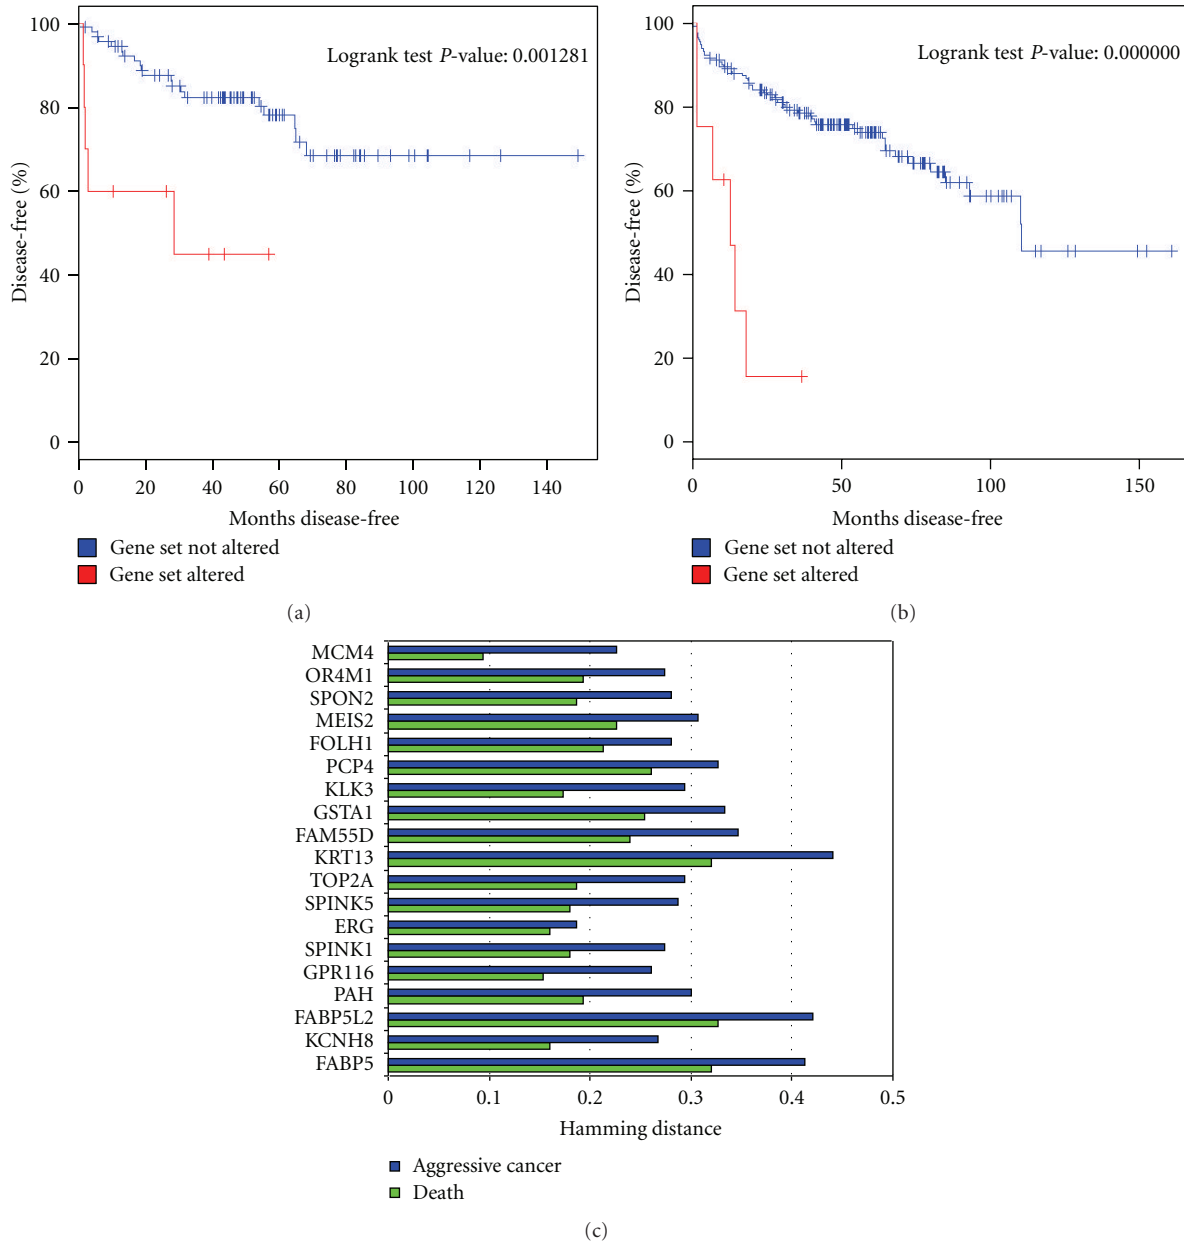 100
80
60
40
20
0
Disease-free (%)
Logrank test P-value: 0.001281
0 20 40 60 80 100 120 140
Months disease-free
Gene set not altered
Gene set altered
(a)
100
80
60
40
20
0
Disease-free (%)
Logrank test P-value: 0.000000
0 50 100 150
Months disease-free
Gene set not altered
Gene set altered
(b)
MCM4
OR4M1
SPON2
MEIS2
FOLH1
PCP4
KLK3
GSTA1
FAM55D
KRT13
TOP2A
SPINK5
ERG
SPINK1
GPR116
PAH
FABP5L2
KCNH8
FABP5
0 0.1 0.2 0.3 0.4 0.5
Hamming distance
Aggressive cancer
Death
(c)